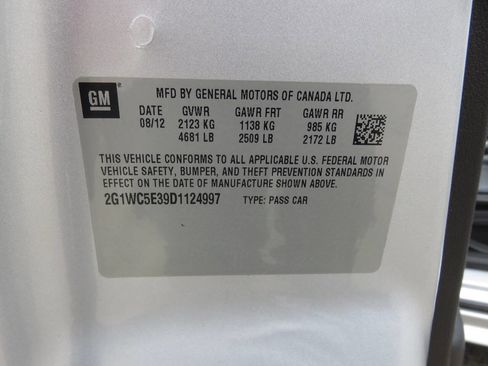 GM
MFD BY GENERAL MOTORS OF CANADA LTD.
DATE GVWR GAWR FRT GAWR RR
08/12 2123 KG 1138 KG 985 KG
4681 LB 2509 LB 2172 LB
THIS VEHICLE CONFORMS TO ALL APPLICABLE U.S. FEDERAL MOTOR
VEHICLE SAFETY, BUMPER, AND THEFT PREVENTION STANDARDS
IN EFFECT ON THE DATE OF MANUFACTURE SHOWN ABOVE.
2G1WC5E39D1124997 TYPE: PASS CAR